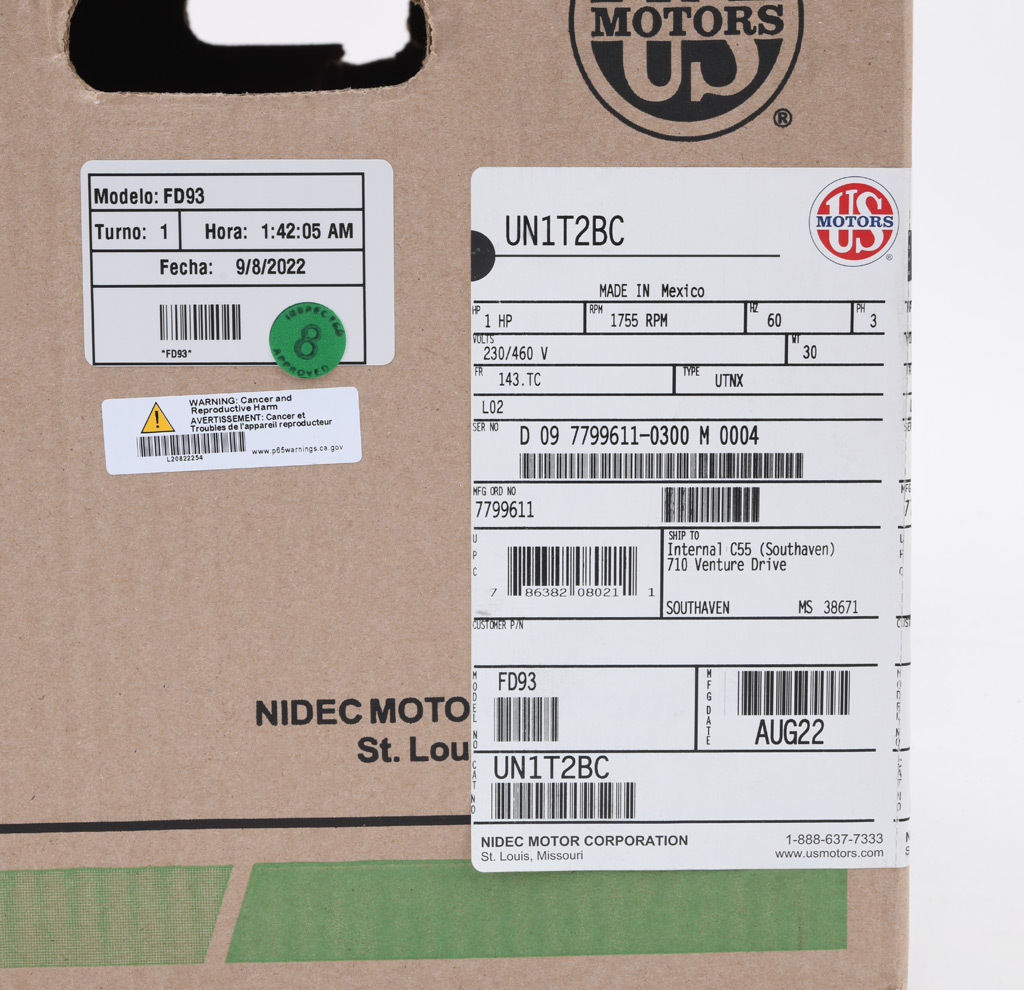 MOTORS
US
®
Modelo: FD93
Turno: 1 Hora: 1:42:05 AM
Fecha: 9/8/2022
*FD93*
INSPECTED
8
APPROVED
WARNING: Cancer and
Reproductive Harm
AVERTISSEMENT: Cancer et
Troubles de l'appareil reproducteur
L20822254
www.p65warnings.ca.gov
NIDEC MOTO
St. Lou
US
MOTORS
®
UN1T2BC
MADE IN Mexico
HP 1 HP RPM 1755 RPM HZ 60 PH 3
VOLTS 230/460 V WT 30
FR 143.TC TYPE UTNX
L02
SER NO D 09 7799611-0300 M 0004
MFG ORD NO
7799611
UPC
7 86382 08021 1
SHIP TO
Internal C55 (Southaven)
710 Venture Drive
SOUTHAVEN MS 38671
CUSTOMER P/N
MODEL NO FD93
MFG DATE AUG22
CAT NO UN1T2BC
NIDEC MOTOR CORPORATION 1-888-637-7333
St. Louis, Missouri www.usmotors.com